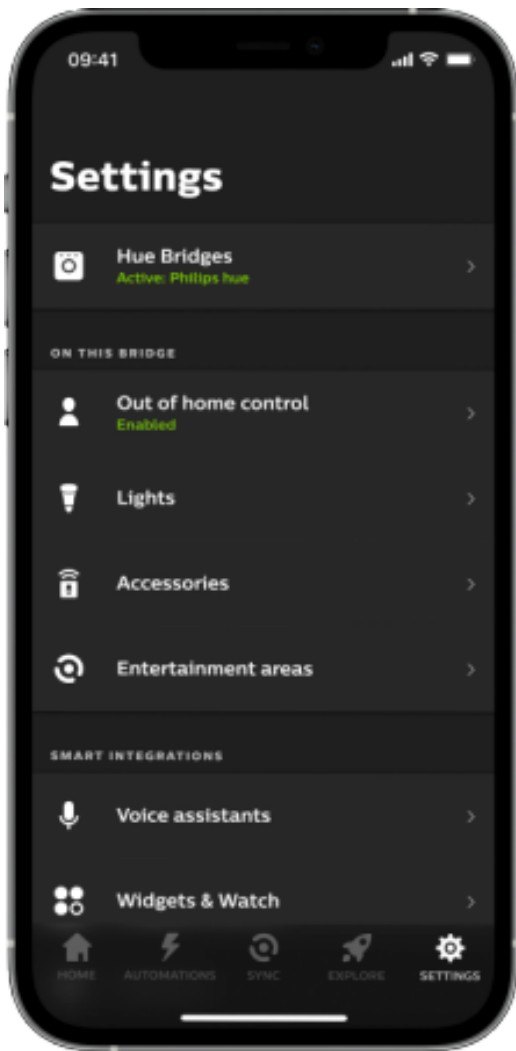 09:41
Settings
Hue Bridges
Active: Philips hue
ON THIS BRIDGE
Out of home control
Enabled
Lights
Accessories
Entertainment areas
SMART INTEGRATIONS
Voice assistants
Widgets & Watch
HOME AUTOMATIONS SYNC EXPLORE SETTINGS